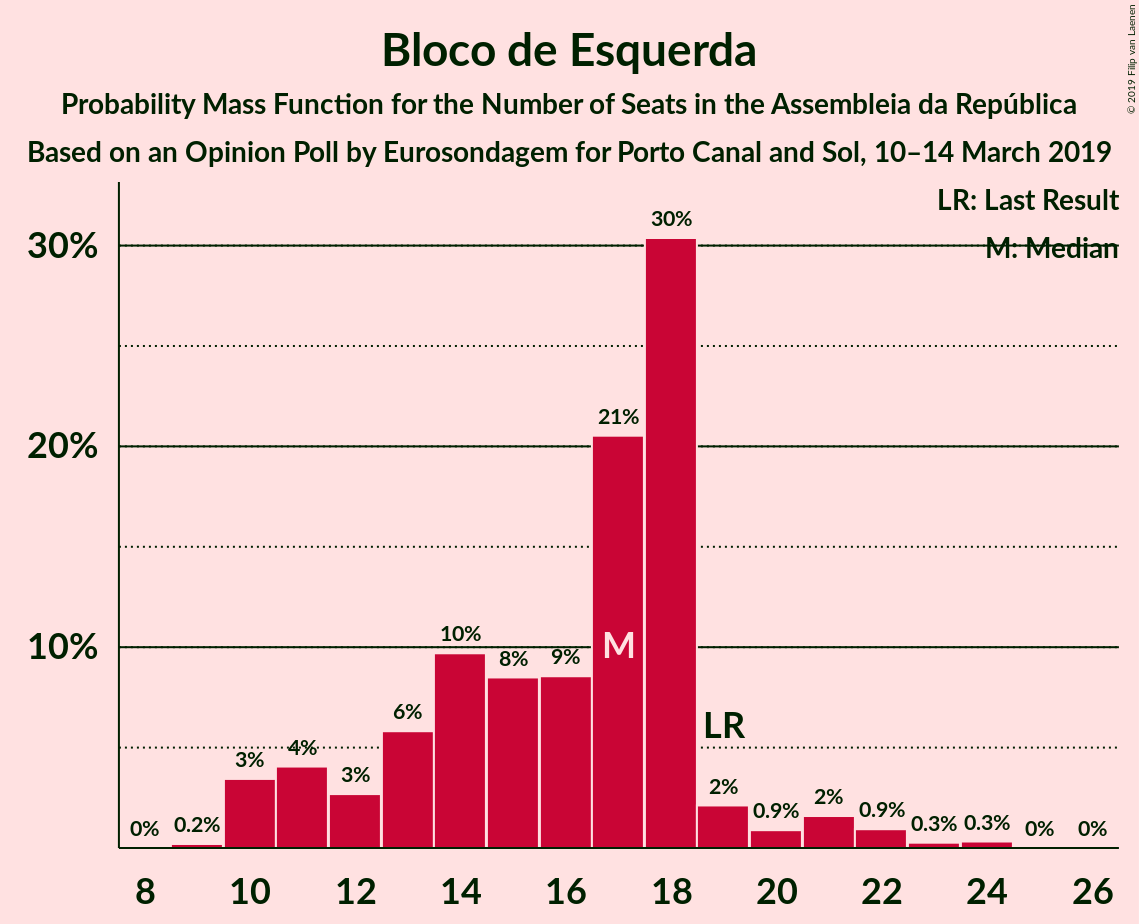 Bloco de Esquerda
Probability Mass Function for the Number of Seats in the Assembleia da República
Based on an Opinion Poll by Eurosondagem for Porto Canal and Sol, 10–14 March 2019
© 2019 Filip van Laenen
LR: Last Result
M: Median
30%
20%
10%
0%
0.2%
3%
4%
3%
6%
10%
8%
9%
21%
30%
2%
0.9%
2%
0.9%
0.3%
0.3%
0%
0%
M
LR
8 10 12 14 16 18 20 22 24 26